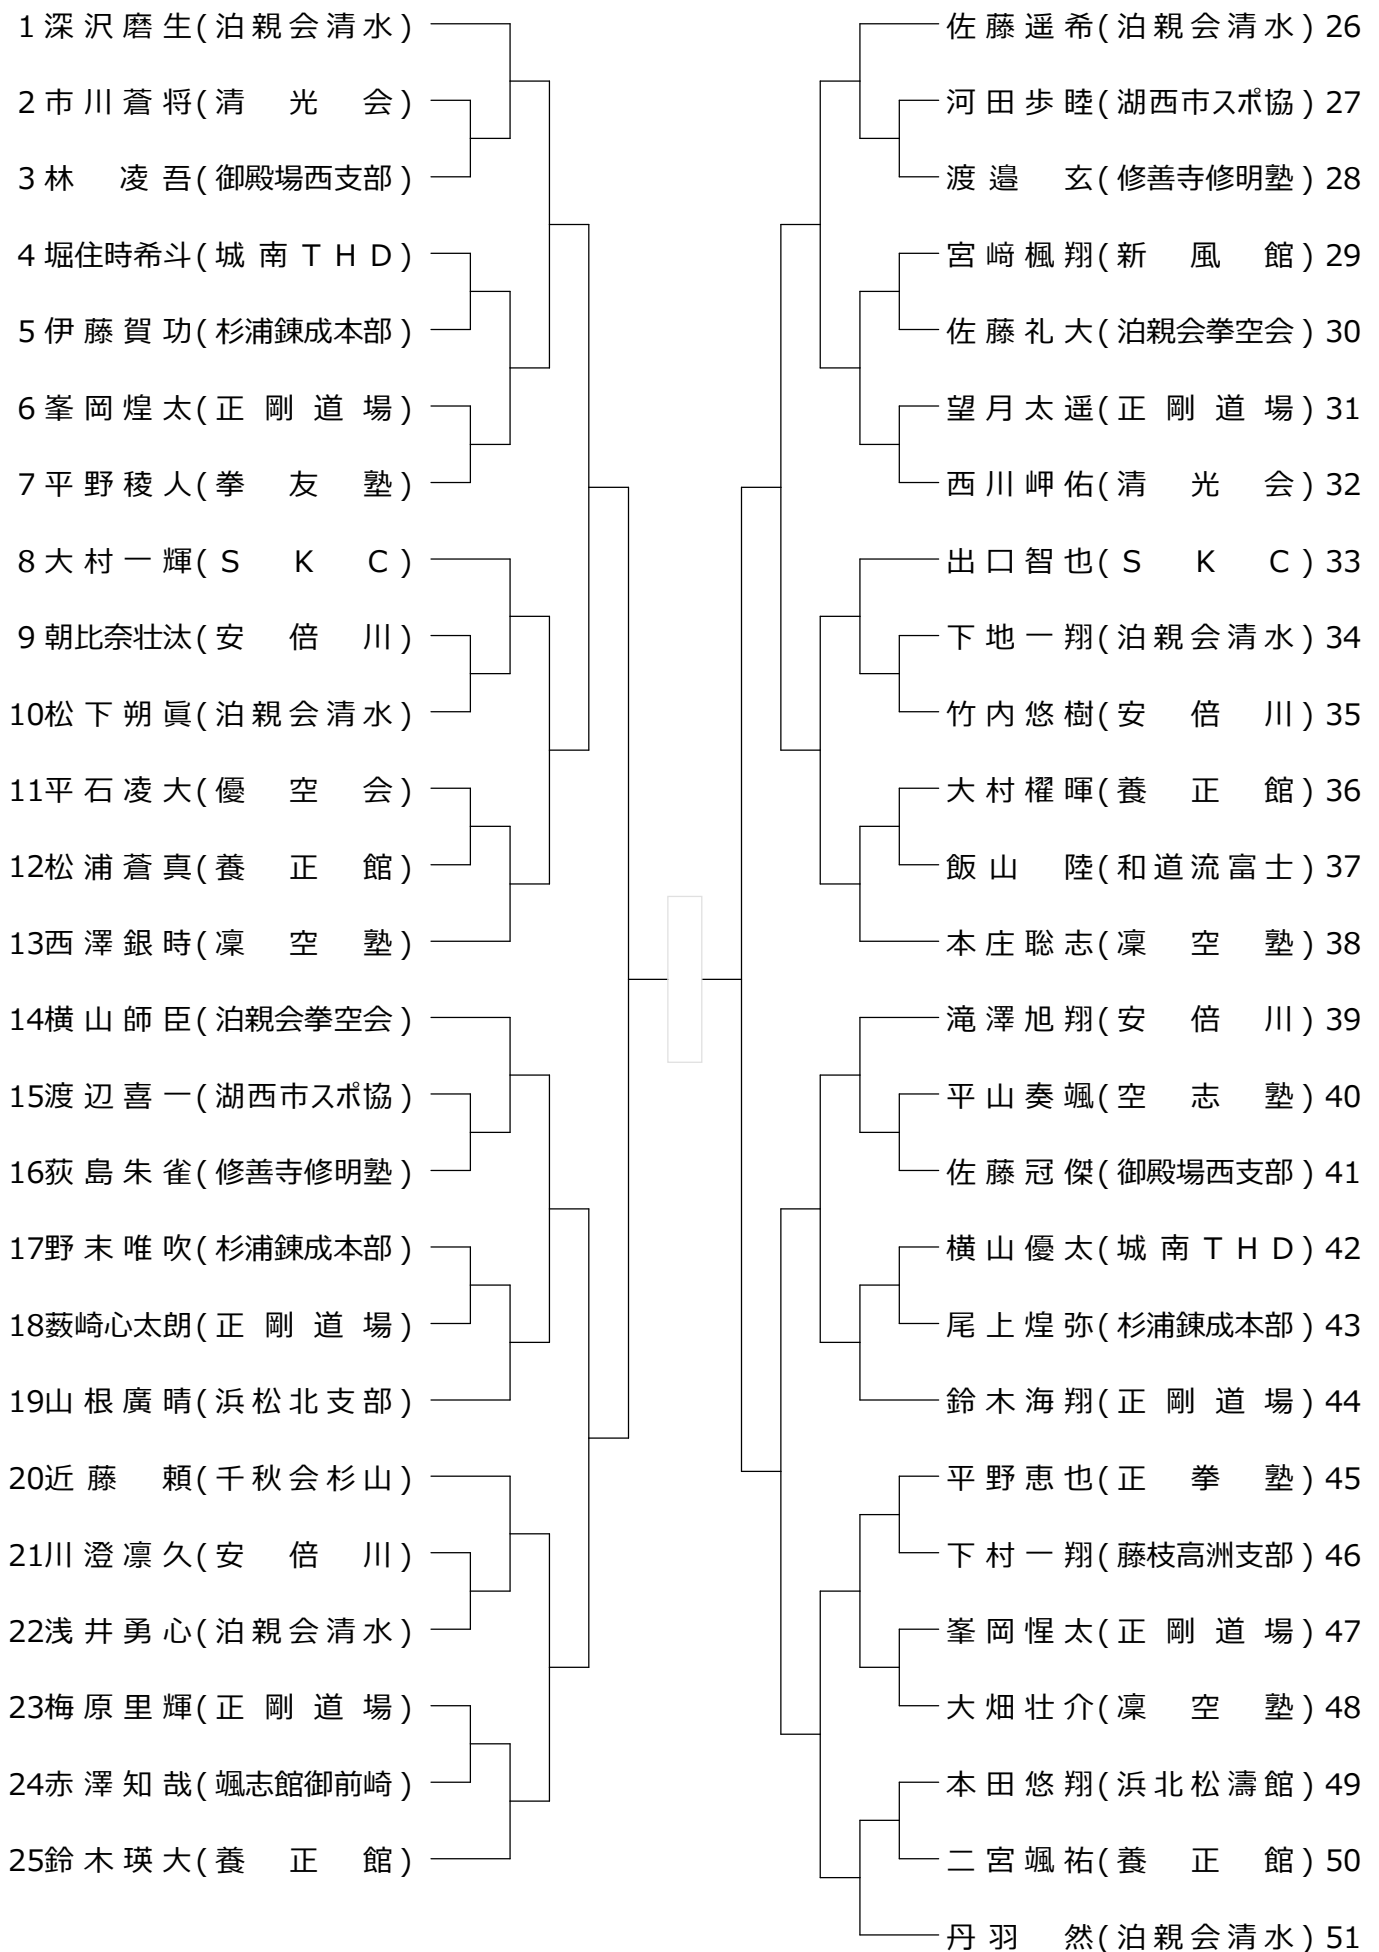 1 深沢磨生(泊親会清水)
2 市川蒼将(清光会)
3 林　凌吾(御殿場西支部)
4 堀住時希斗(城南ＴＨＤ)
5 伊藤賀功(杉浦錬成本部)
6 峯岡煌太(正剛道場)
7 平野稜人(拳友塾)
8 大村一輝(ＳＫＣ)
9 朝比奈壮汰(安倍川)
10松下朔眞(泊親会清水)
11平石凌大(優空会)
12松浦蒼真(養正館)
13西澤銀時(凜空塾)
14横山師臣(泊親会拳空会)
15渡辺喜一(湖西市スポ協)
16荻島朱雀(修善寺修明塾)
17野末唯吹(杉浦錬成本部)
18薮崎心太朗(正剛道場)
19山根廣晴(浜松北支部)
20近藤　頼(千秋会杉山)
21川澄凛久(安倍川)
22浅井勇心(泊親会清水)
23梅原里輝(正剛道場)
24赤澤知哉(颯志館御前崎)
25鈴木瑛大(養正館)
佐藤遥希(泊親会清水) 26
河田歩睦(湖西市スポ協) 27
渡邉　玄(修善寺修明塾) 28
宮﨑楓翔(新風館) 29
佐藤礼大(泊親会拳空会) 30
望月太遥(正剛道場) 31
西川岬佑(清光会) 32
出口智也(ＳＫＣ) 33
下地一翔(泊親会清水) 34
竹内悠樹(安倍川) 35
大村櫂暉(養正館) 36
飯山　陸(和道流富士) 37
本庄聡志(凜空塾) 38
滝澤旭翔(安倍川) 39
平山奏颯(空志塾) 40
佐藤冠傑(御殿場西支部) 41
横山優太(城南ＴＨＤ) 42
尾上煌弥(杉浦錬成本部) 43
鈴木海翔(正剛道場) 44
平野恵也(正拳塾) 45
下村一翔(藤枝高洲支部) 46
峯岡惺太(正剛道場) 47
大畑壮介(凜空塾) 48
本田悠翔(浜北松濤館) 49
二宮颯祐(養正館) 50
丹羽　然(泊親会清水) 51